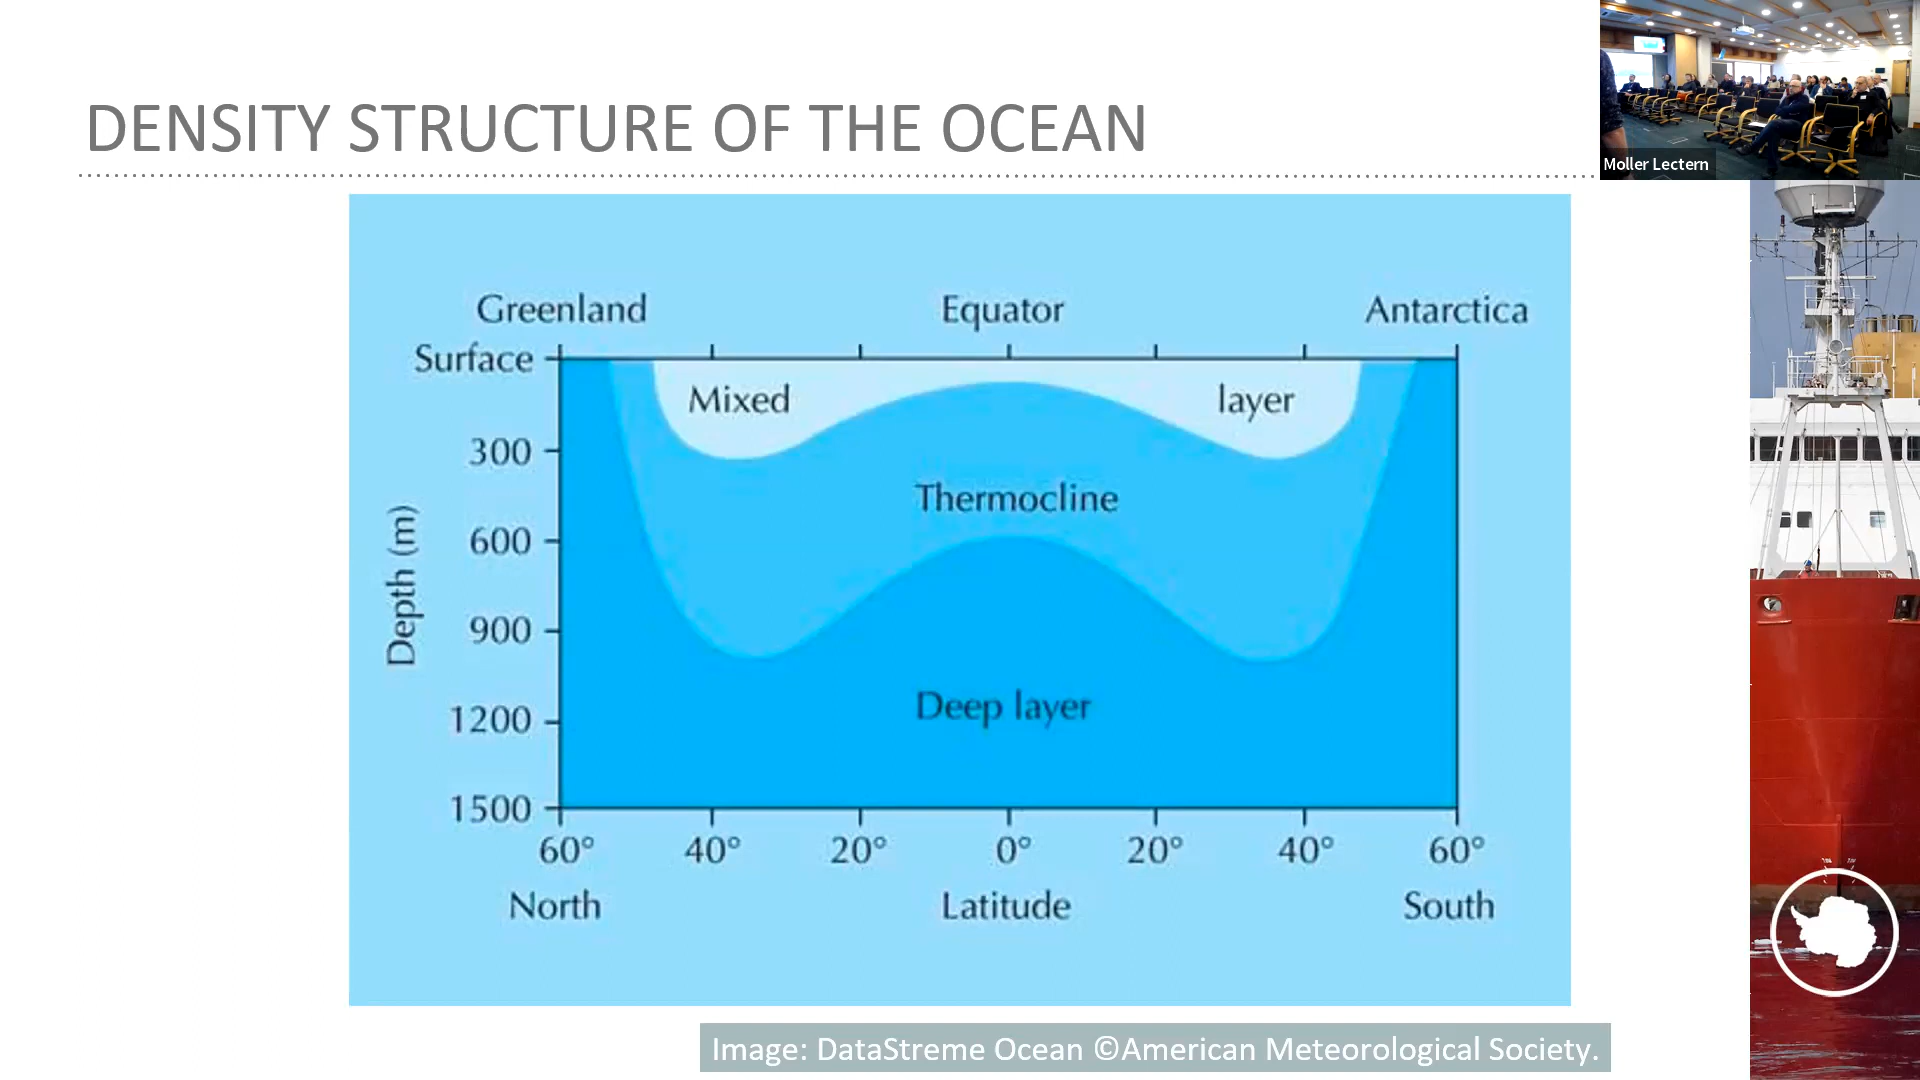 DENSITY STRUCTURE OF THE OCEAN
Moller Lectern
Greenland Equator Antarctica
Surface
Mixed layer
300
Thermocline
600
Depth (m)
900
Deep layer
1200
1500
60° 40° 20° 0° 20° 40° 60°
North Latitude South
Image: DataStreme Ocean ©American Meteorological Society.